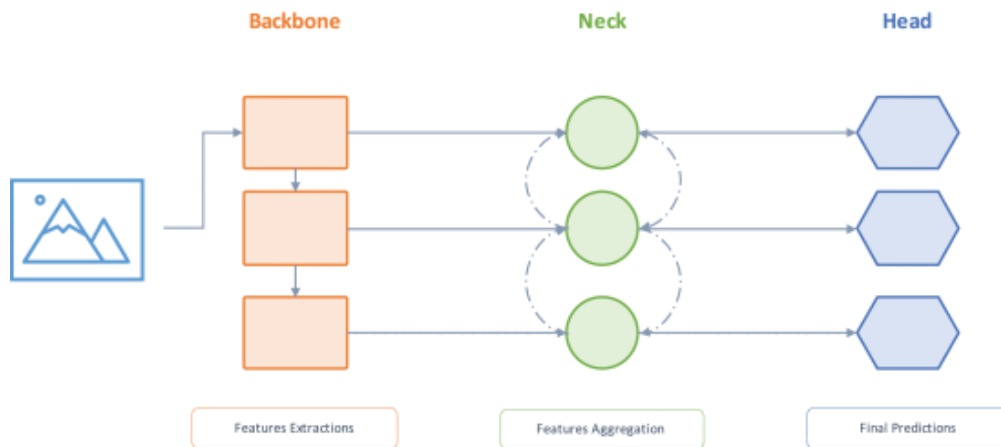 Backbone
Neck
Head
Features Extractions
Features Aggregation
Final Predictions